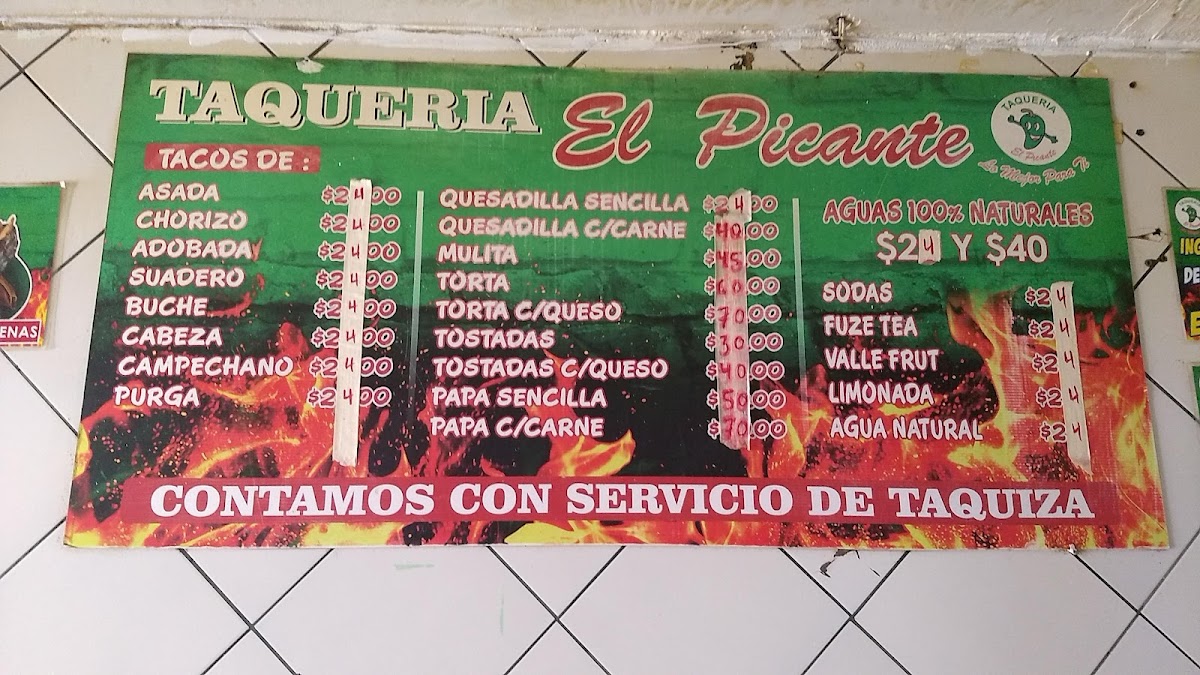 TAQUERIA El Picante
TAQUERIA
El Picante
Lo Mejor Para Ti
TACOS DE :
ASADA $24.00
CHORIZO $24.00
ADOBADA $24.00
SUADERO $24.00
BUCHE $24.00
CABEZA $24.00
CAMPECHANO $24.00
PURGA $24.00
QUESADILLA SENCILLA $24.00
QUESADILLA C/CARNE $40.00
MULITA $45.00
TORTA $60.00
TORTA C/QUESO $70.00
TOSTADAS $30.00
TOSTADAS C/QUESO $40.00
PAPA SENCILLA $50.00
PAPA C/CARNE $70.00
AGUAS 100% NATURALES
$24 Y $40
SODAS $24
FUZE TEA $24
VALLE FRUT $24
LIMONADA $24
AGUA NATURAL $24
CONTAMOS CON SERVICIO DE TAQUIZA
ENAS